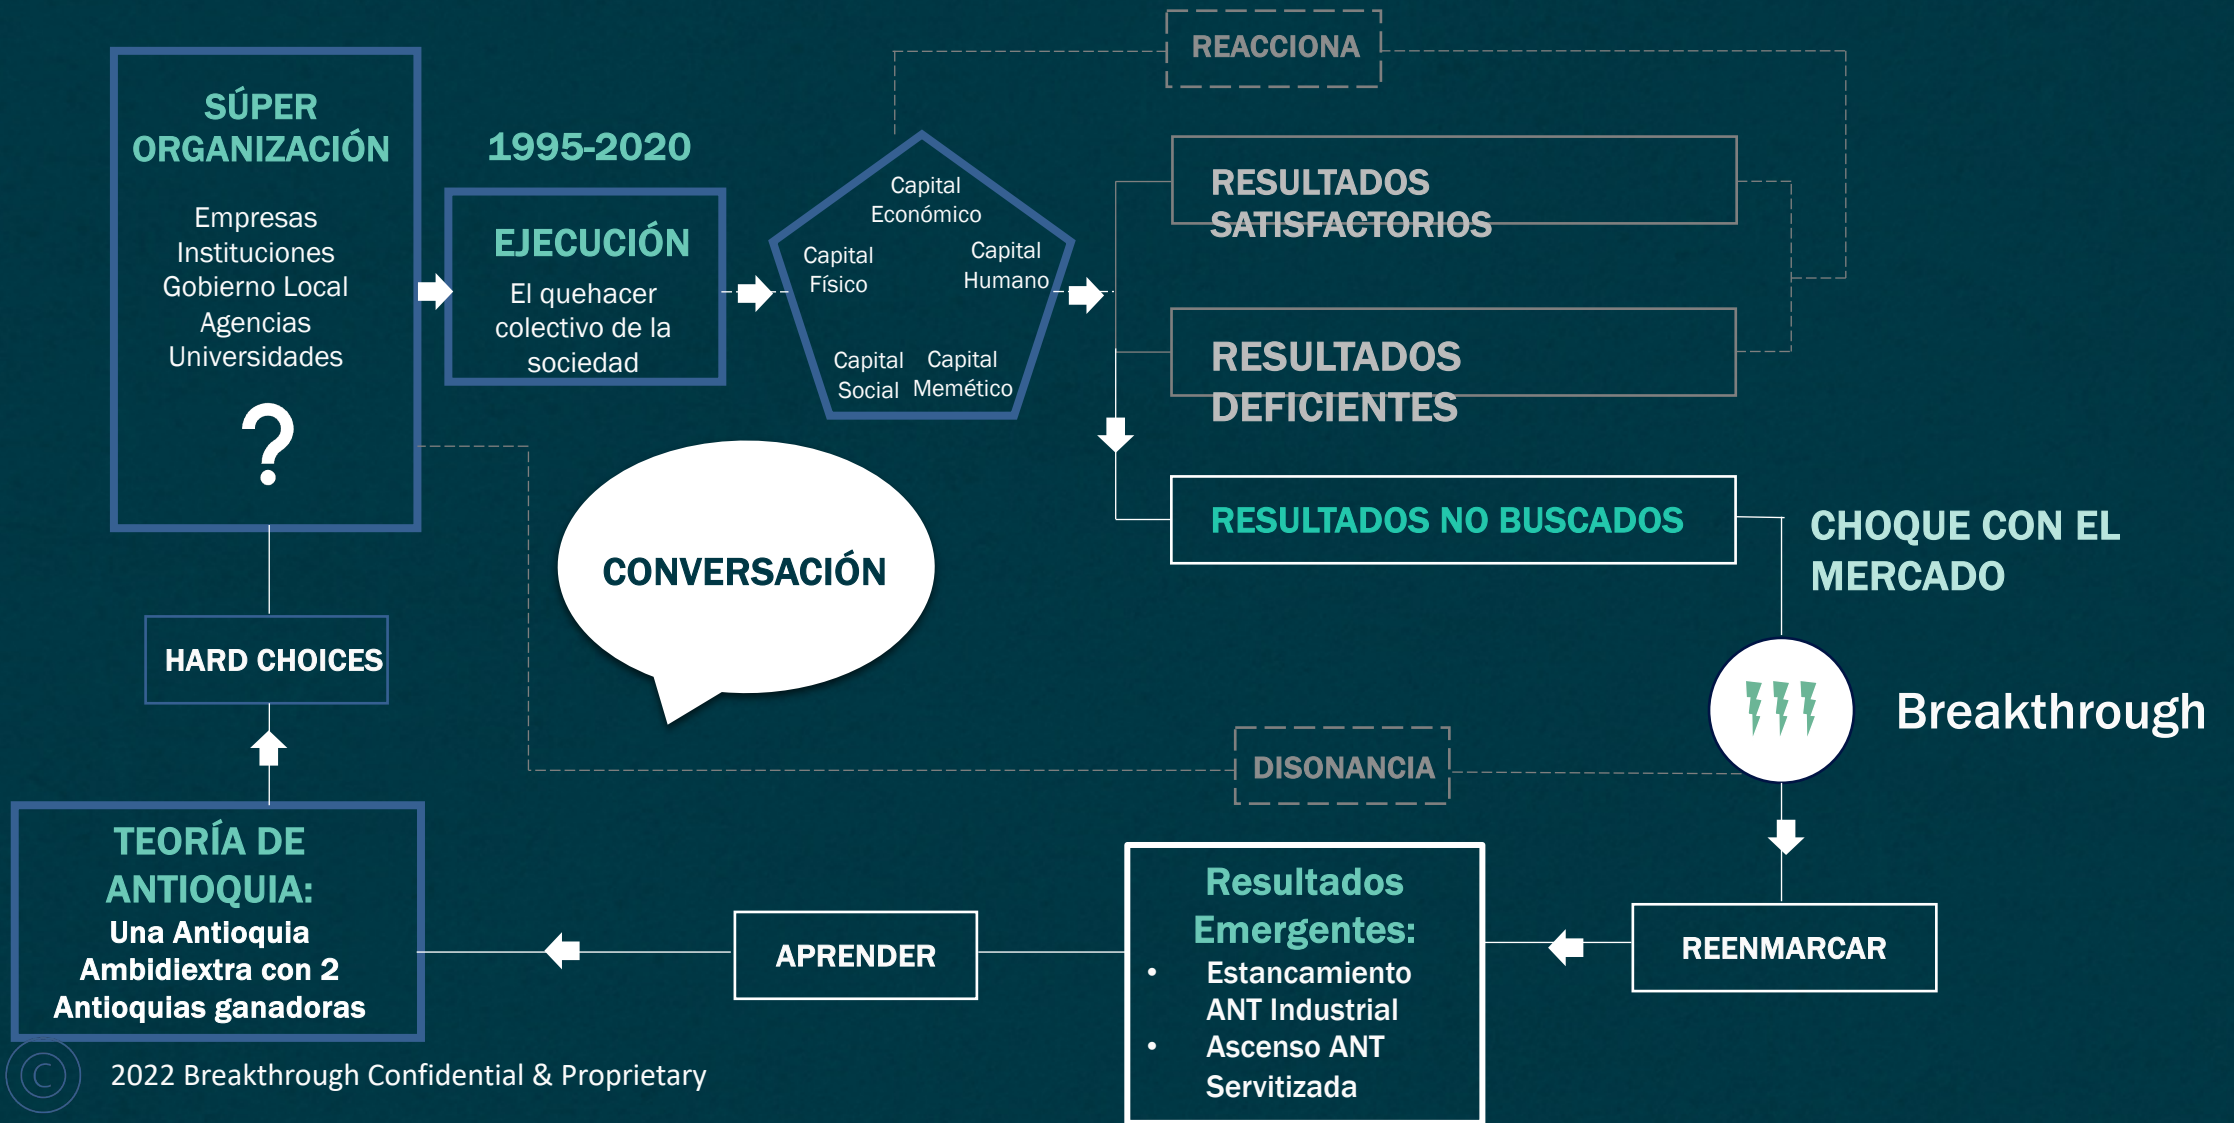 REACCIONA
SÚPER
ORGANIZACIÓN
Empresas
Instituciones
Gobierno Local
Agencias
Universidades
?
1995-2020
EJECUCIÓN
El quehacer
colectivo de la
sociedad
Capital
Económico
Capital
Físico
Capital
Humano
Capital
Social
Capital
Memético
RESULTADOS
SATISFACTORIOS
RESULTADOS
DEFICIENTES
RESULTADOS NO BUSCADOS
CHOQUE CON EL
MERCADO
CONVERSACIÓN
HARD CHOICES
Breakthrough
DISONANCIA
TEORÍA DE
ANTIOQUIA:
Una Antioquia
Ambidiextra con 2
Antioquias ganadoras
APRENDER
Resultados
Emergentes:
• Estancamiento
ANT Industrial
• Ascenso ANT
Servitizada
REENMARCAR
© 2022 Breakthrough Confidential & Proprietary